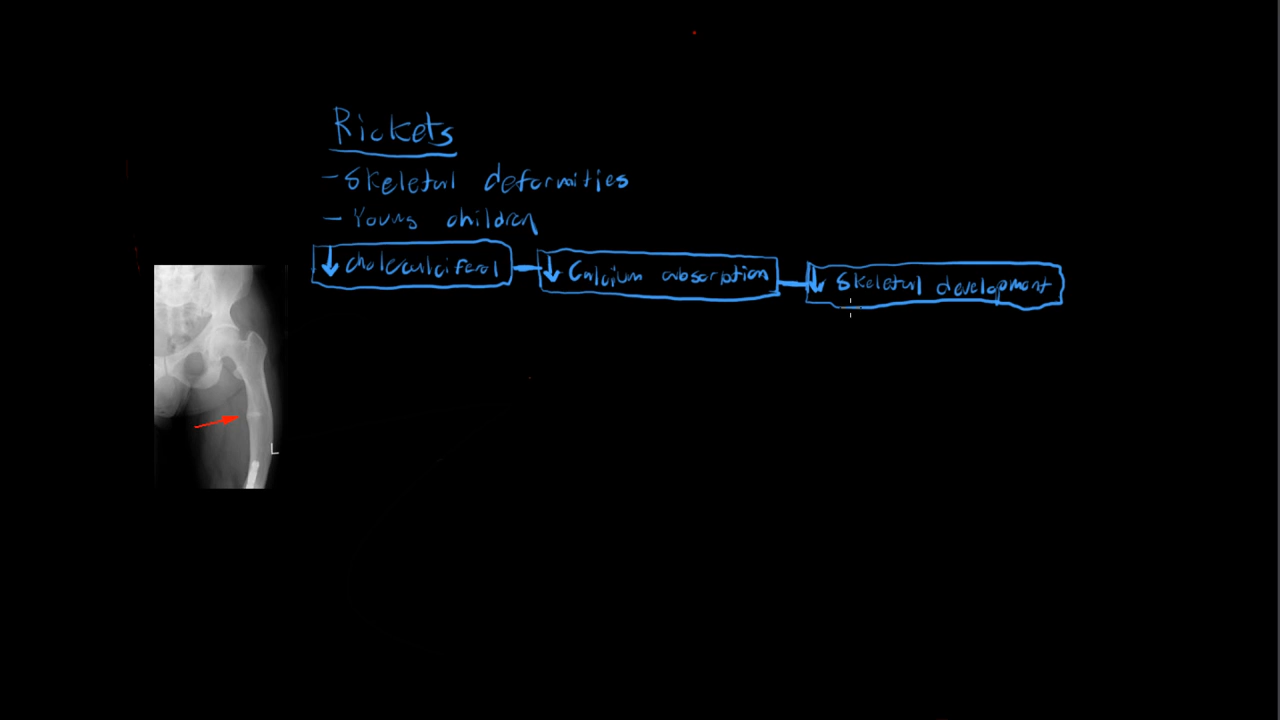 Rickets
- Skeletal deformities
- Young children
↓ cholecalciferol - ↓ Calcium absorption - ↓ Skeletal development
L